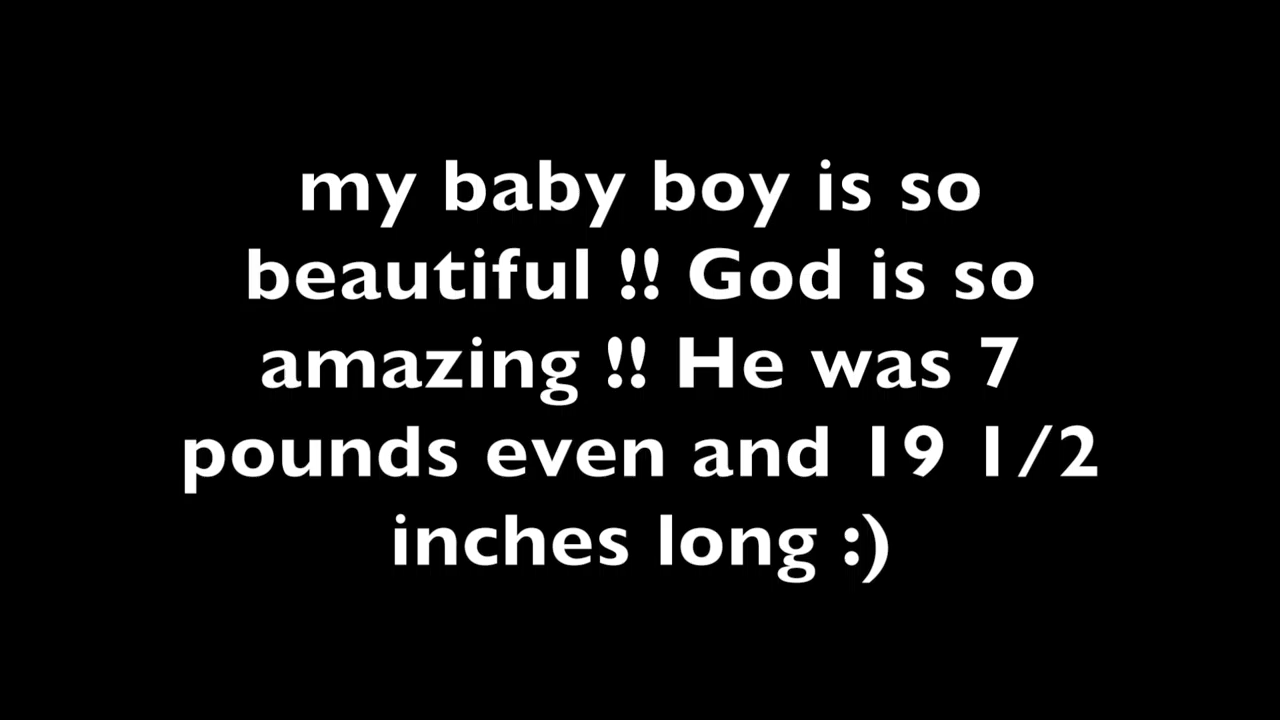 my baby boy is so
beautiful !! God is so
amazing !! He was 7
pounds even and 19 1/2
inches long :)